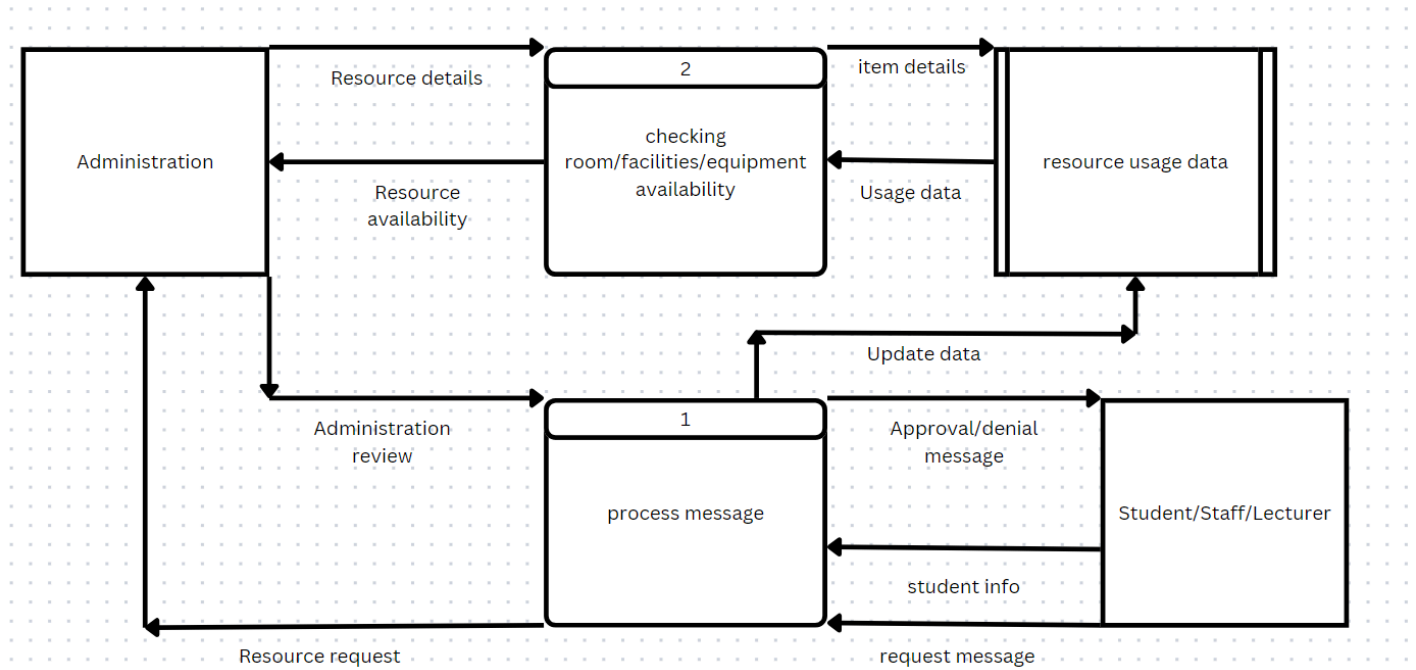 Resource details
2
item details
Administration
checking
room/facilities/equipment
availability
resource usage data
Resource
availability
Usage data
Update data
Administration
review
1
Approval/denial
message
process message
Student/Staff/Lecturer
student info
Resource request
request message